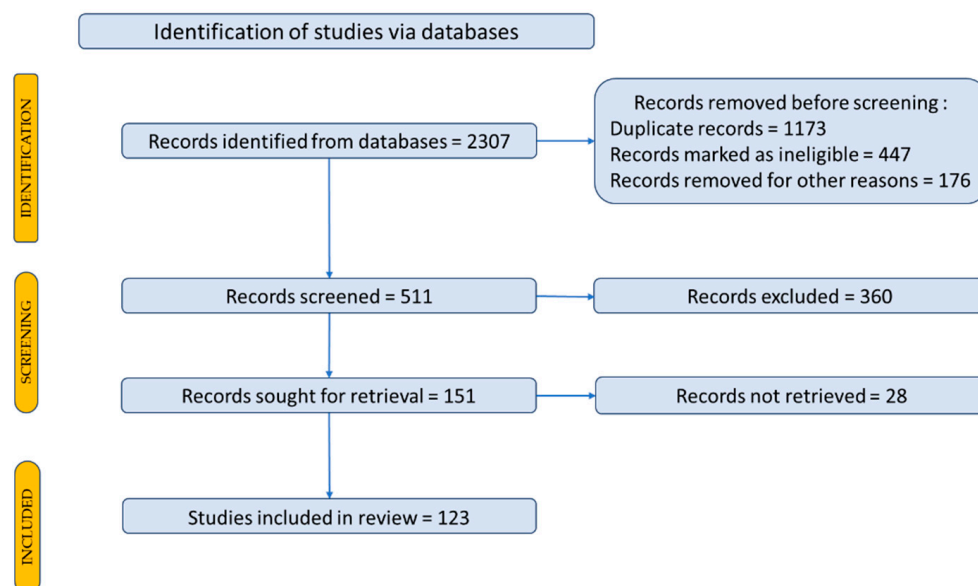 Identification of studies via databases
IDENTIFICATION
Records identified from databases = 2307
Records removed before screening :
Duplicate records = 1173
Records marked as ineligible = 447
Records removed for other reasons = 176
SCREENING
Records screened = 511
Records excluded = 360
Records sought for retrieval = 151
Records not retrieved = 28
INCLUDED
Studies included in review = 123